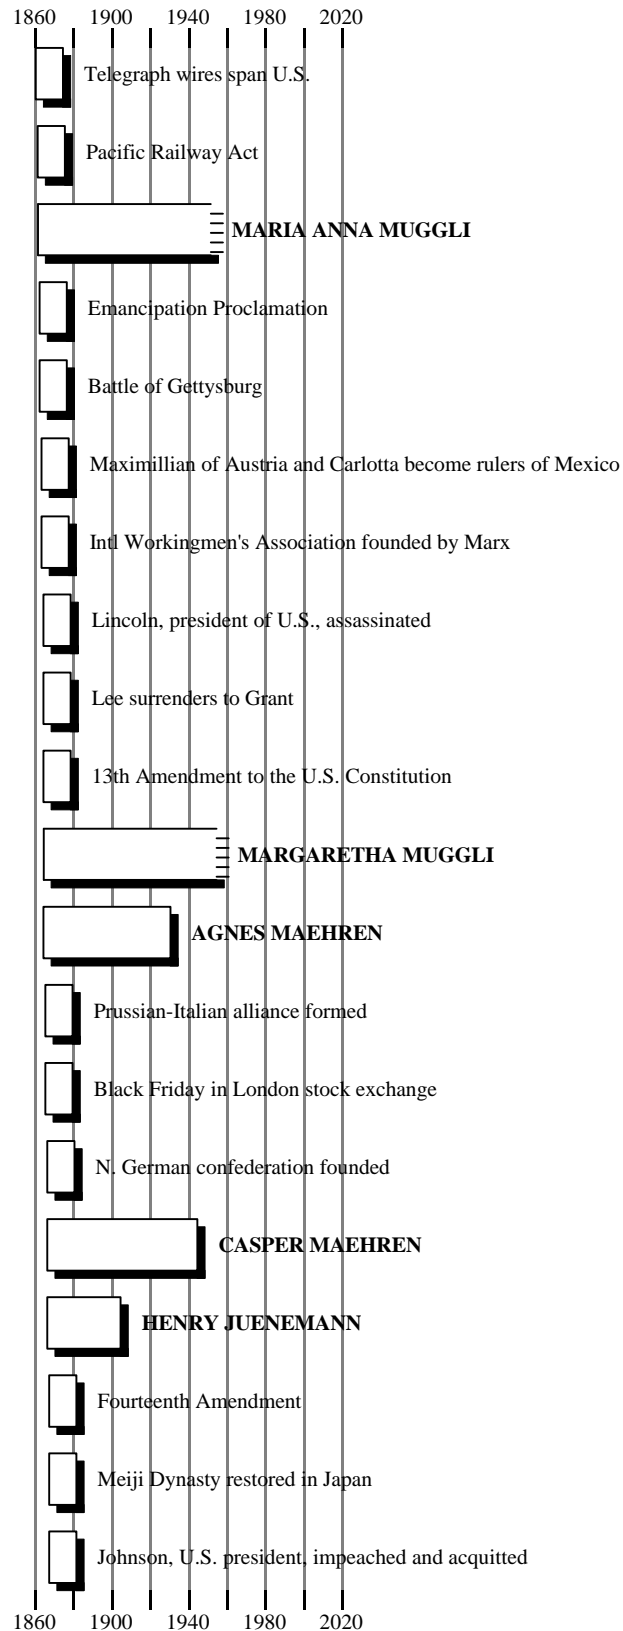 1860 1900 1940 1980 2020
Telegraph wires span U.S.
Pacific Railway Act
MARIA ANNA MUGGLI
Emancipation Proclamation
Battle of Gettysburg
Maximillian of Austria and Carlotta become rulers of Mexico
Intl Workingmen's Association founded by Marx
Lincoln, president of U.S., assassinated
Lee surrenders to Grant
13th Amendment to the U.S. Constitution
MARGARETHA MUGGLI
AGNES MAEHREN
Prussian-Italian alliance formed
Black Friday in London stock exchange
N. German confederation founded
CASPER MAEHREN
HENRY JUENEMANN
Fourteenth Amendment
Meiji Dynasty restored in Japan
Johnson, U.S. president, impeached and acquitted
1860 1900 1940 1980 2020